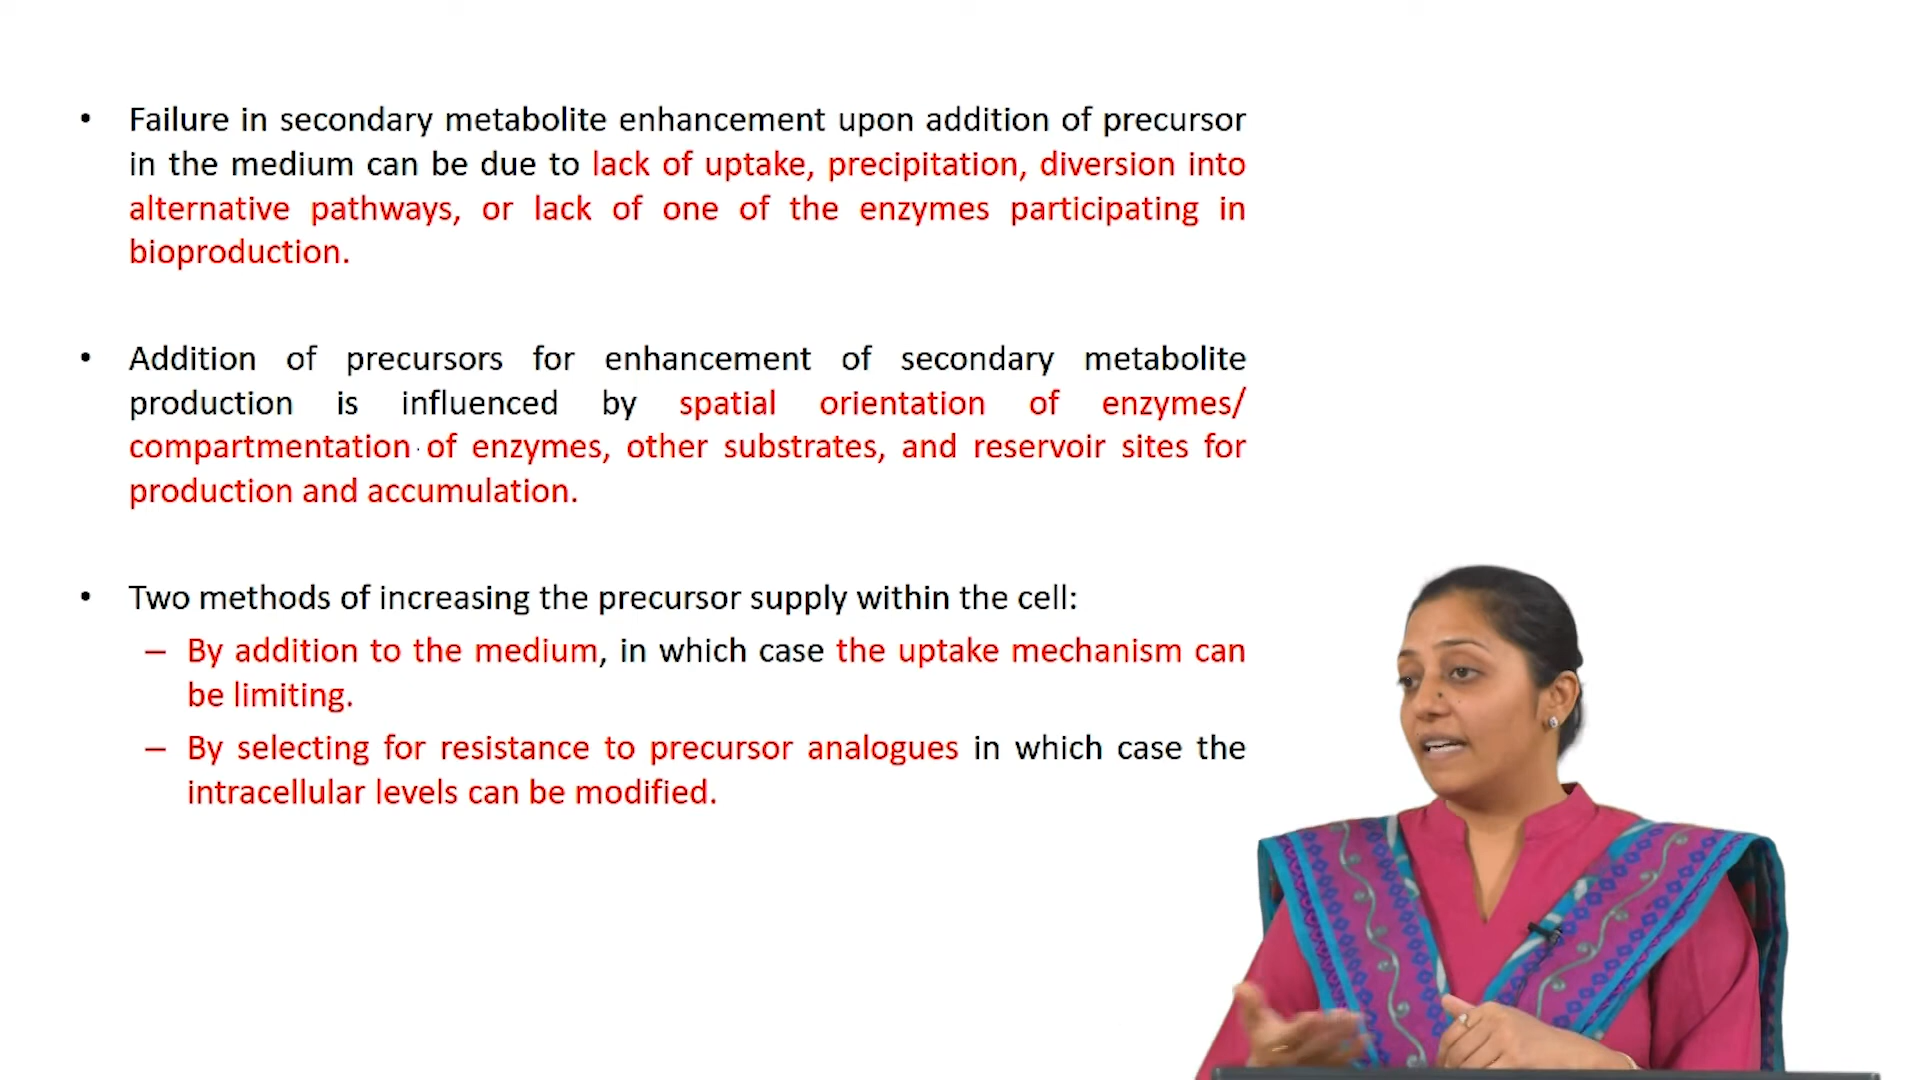 • Failure in secondary metabolite enhancement upon addition of precursor
in the medium can be due to lack of uptake, precipitation, diversion into
alternative pathways, or lack of one of the enzymes participating in
bioproduction.
• Addition of precursors for enhancement of secondary metabolite
production is influenced by spatial orientation of enzymes/
compartmentation of enzymes, other substrates, and reservoir sites for
production and accumulation.
• Two methods of increasing the precursor supply within the cell:
– By addition to the medium, in which case the uptake mechanism can
be limiting.
– By selecting for resistance to precursor analogues in which case the
intracellular levels can be modified.